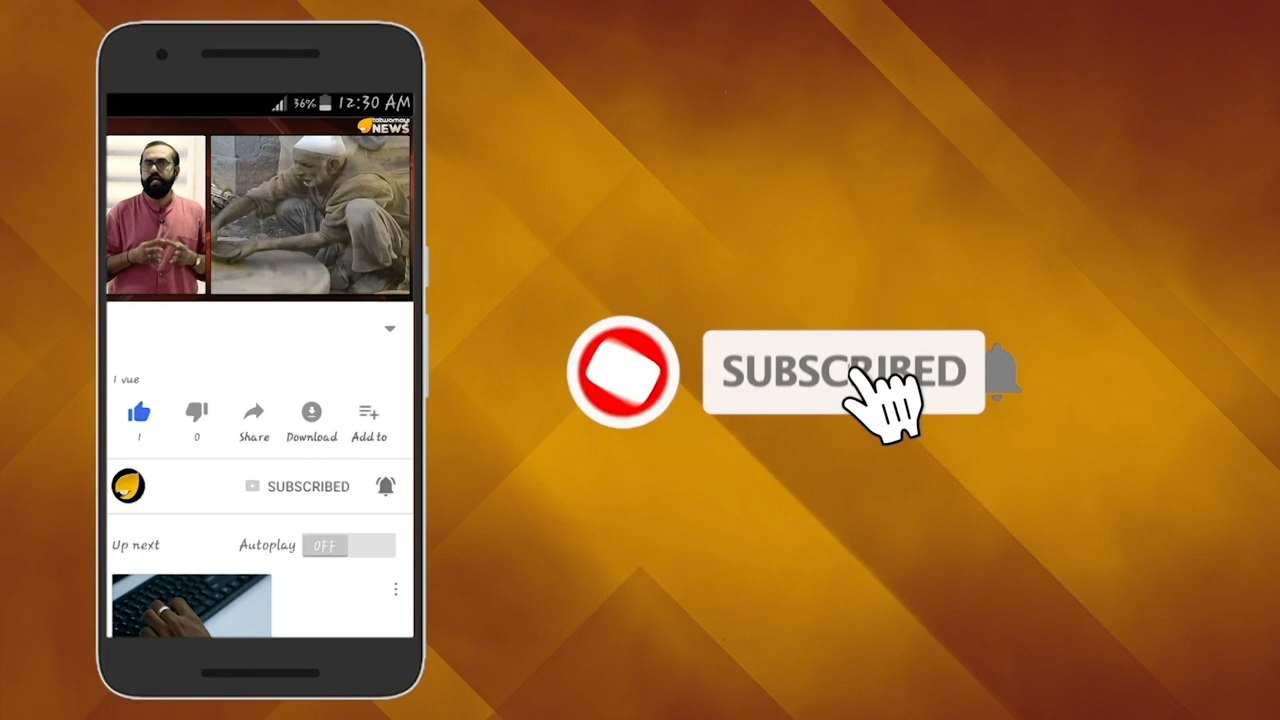 36% 12:30 AM
tatwamayi
NEWS
1 vue
1
0
Share
Download
Add to
SUBSCRIBED
Up next
Autoplay
OFF
SUBSCRIBED